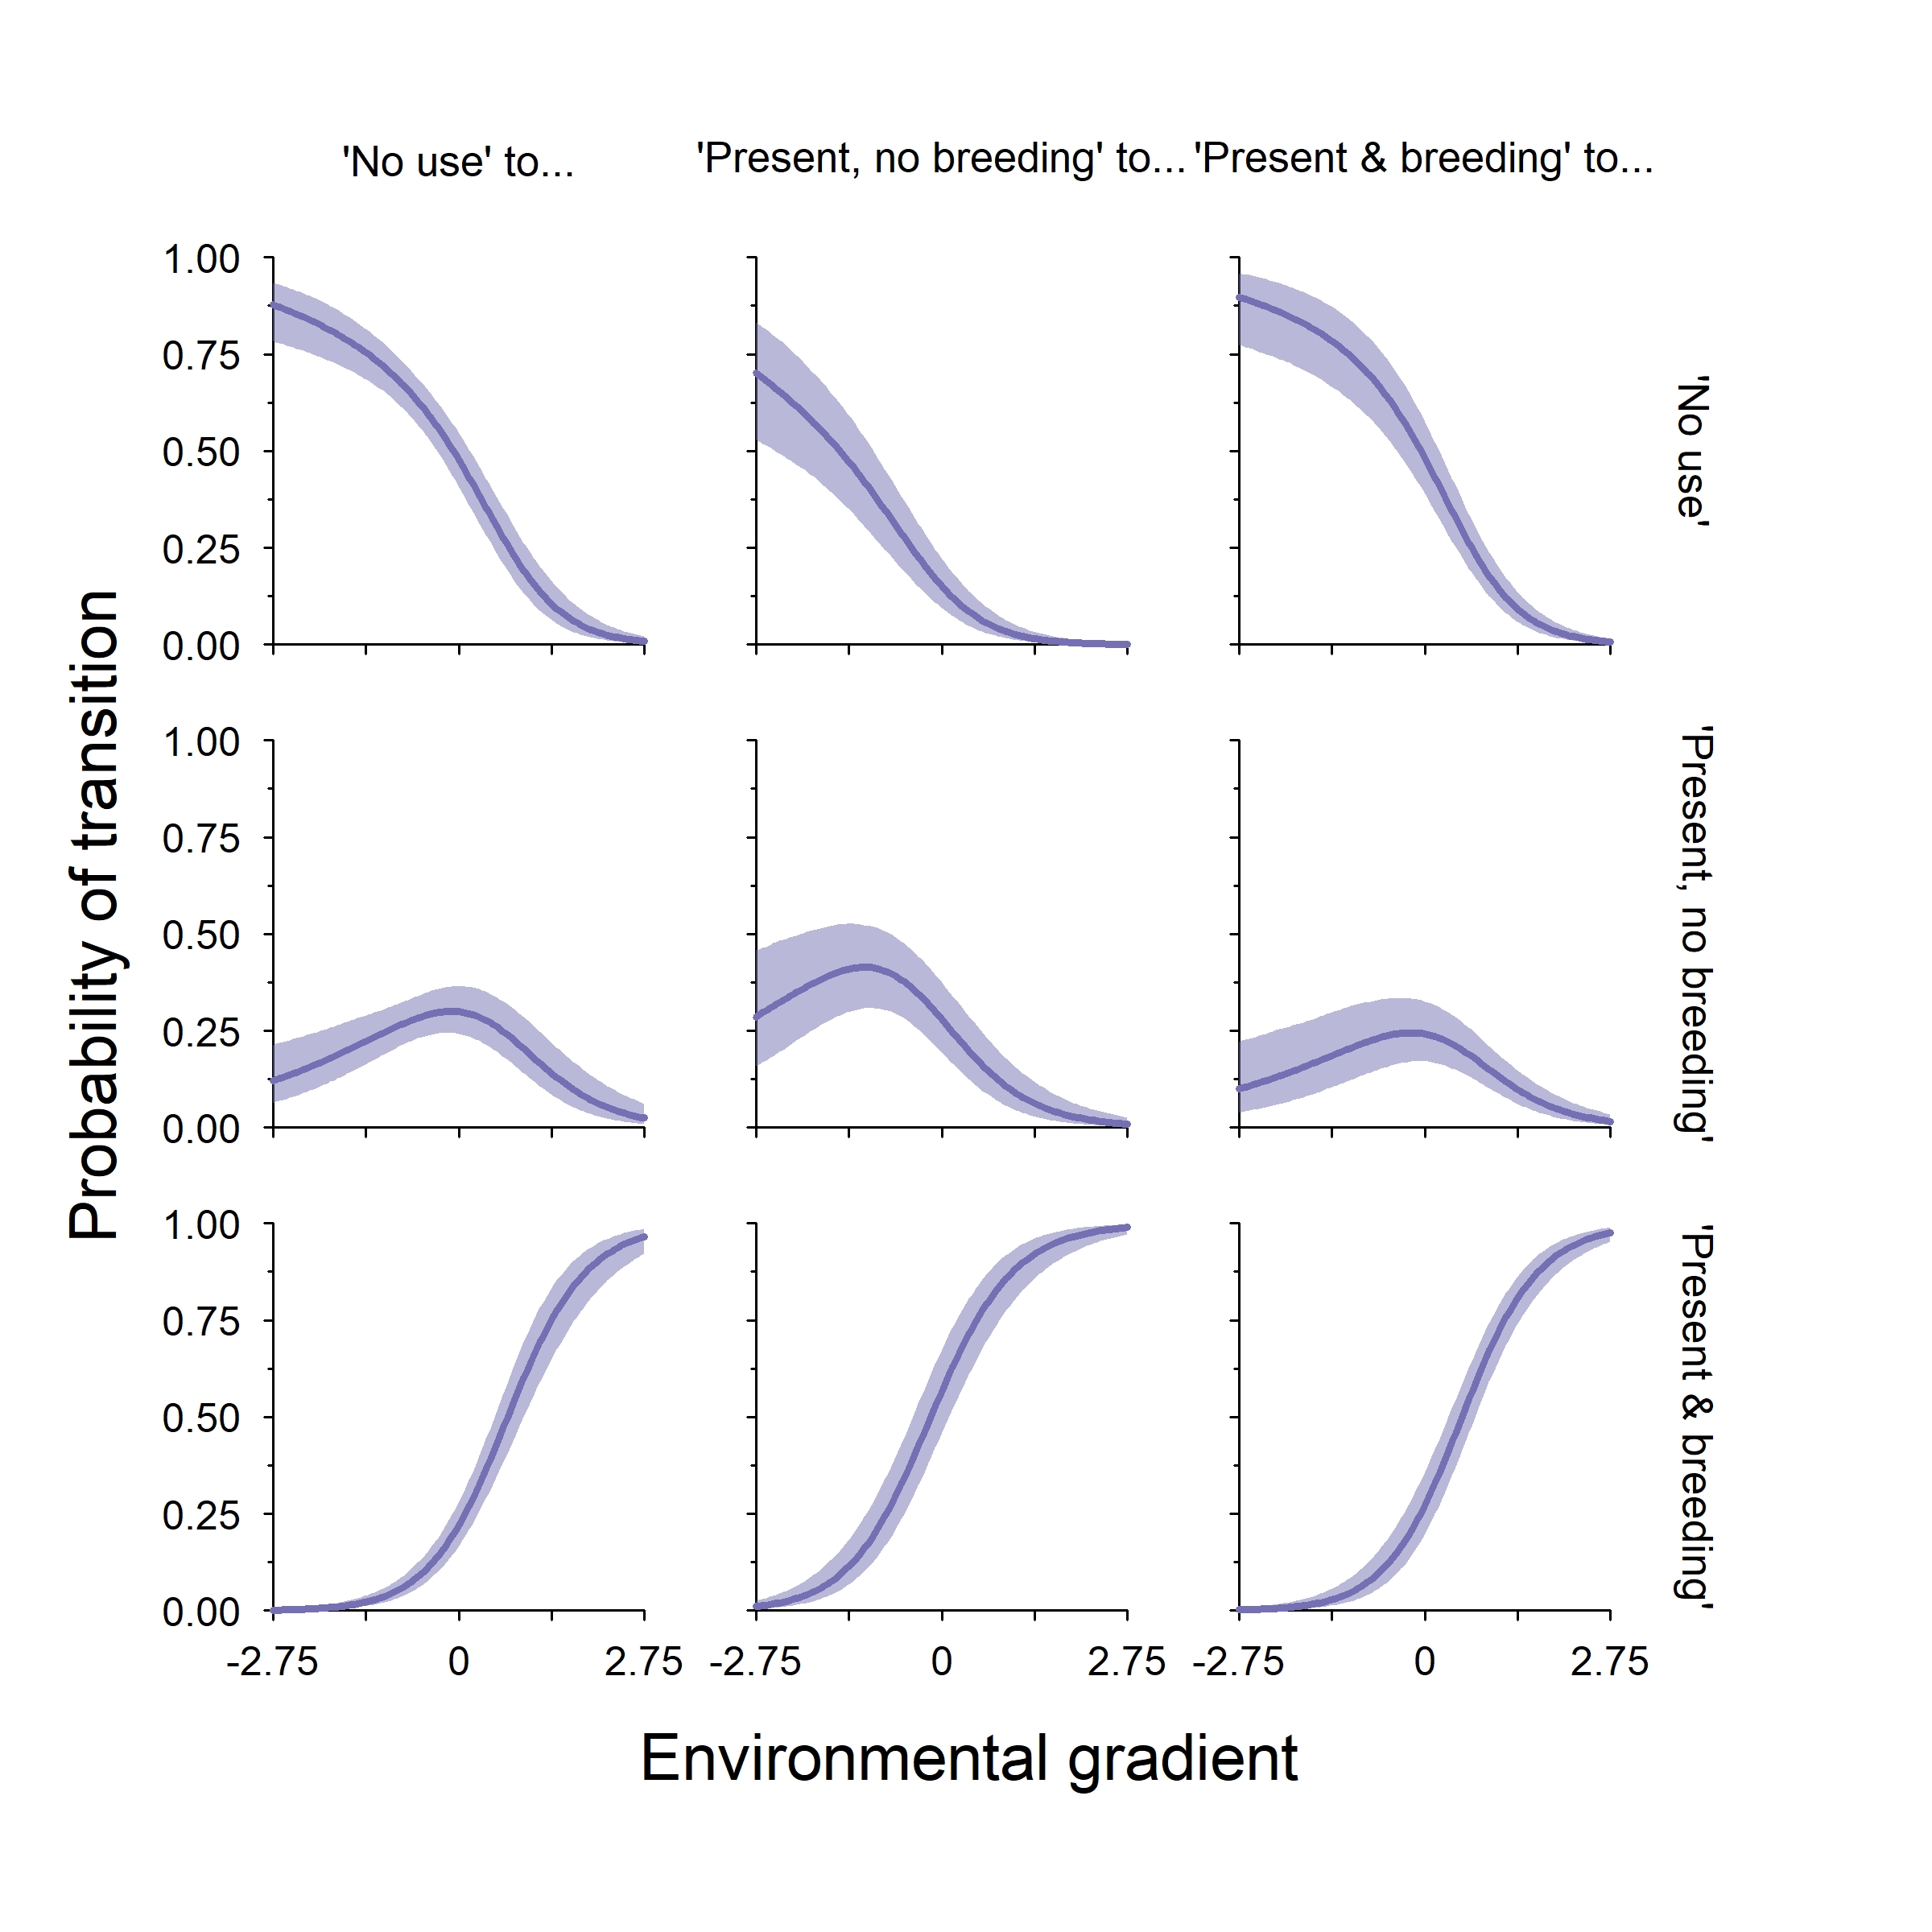 'No use' to...
'Present, no breeding' to...
'Present & breeding' to...
1.00
0.75
0.50
0.25
0.00
'No use'
Probability of transition
1.00
0.75
0.50
0.25
0.00
'Present, no breeding'
1.00
0.75
0.50
0.25
0.00
'Present & breeding'
-2.75 0 2.75
-2.75 0 2.75
-2.75 0 2.75
Environmental gradient